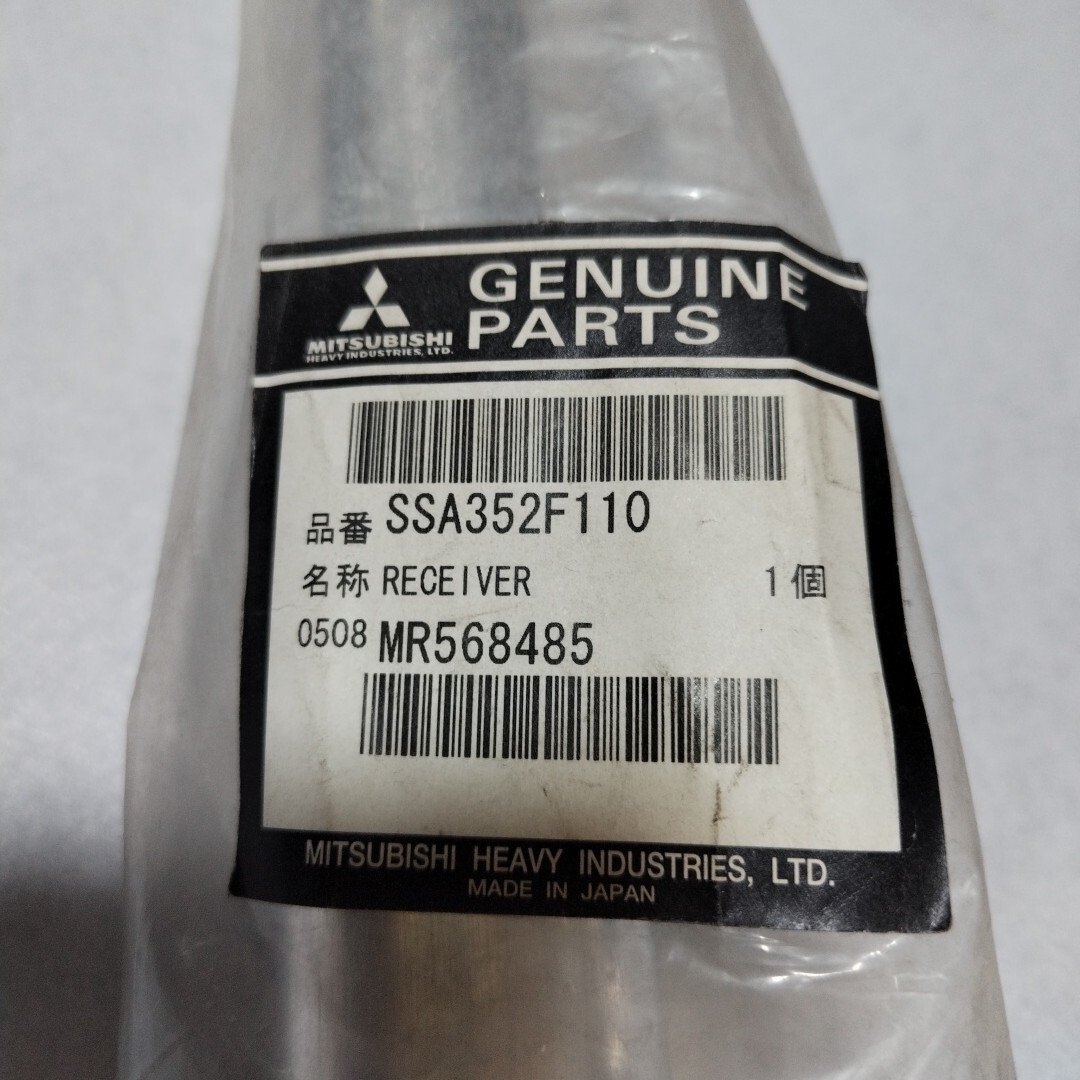 GENUINE
PARTS
MITSUBISHI
HEAVY INDUSTRIES, LTD.
品番 SSA352F110
名称 RECEIVER 1個
0508 MR568485
MITSUBISHI HEAVY INDUSTRIES, LTD.
MADE IN JAPAN